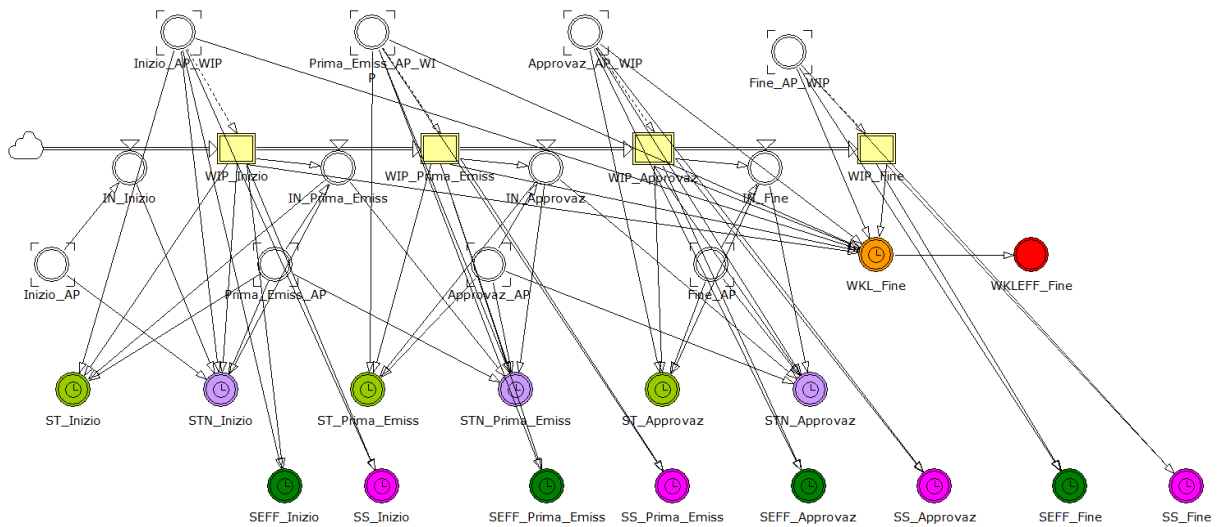 Inizio_AP_WIP
Prima_Emiss_AP_WI
P
Approvaz_AP_WIP
Fine_AP_WIP
WIP_Inizio
WIP_Prima_Emiss
WIP_Approvaz
WIP_Fine
IN_Inizio
IN_Prima_Emiss
IN_Approvaz
IN_Fine
Inizio_AP
Prima_Emiss_AP
Approvaz_AP
Fine_AP
WKL_Fine
WKLEFF_Fine
ST_Inizio
STN_Inizio
ST_Prima_Emiss
STN_Prima_Emiss
ST_Approvaz
STN_Approvaz
SEFF_Inizio
SS_Inizio
SEFF_Prima_Emiss
SS_Prima_Emiss
SEFF_Approvaz
SS_Approvaz
SEFF_Fine
SS_Fine